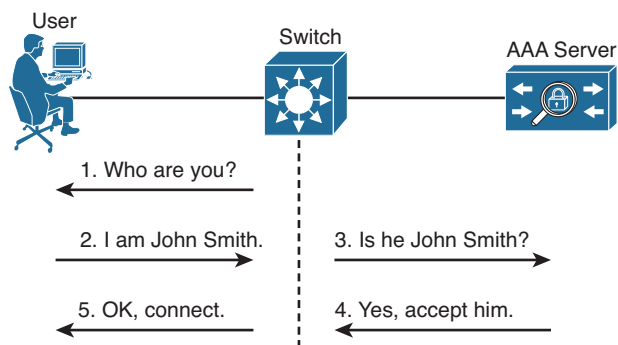 User
Switch
AAA Server
1. Who are you?
2. I am John Smith.
3. Is he John Smith?
5. OK, connect.
4. Yes, accept him.